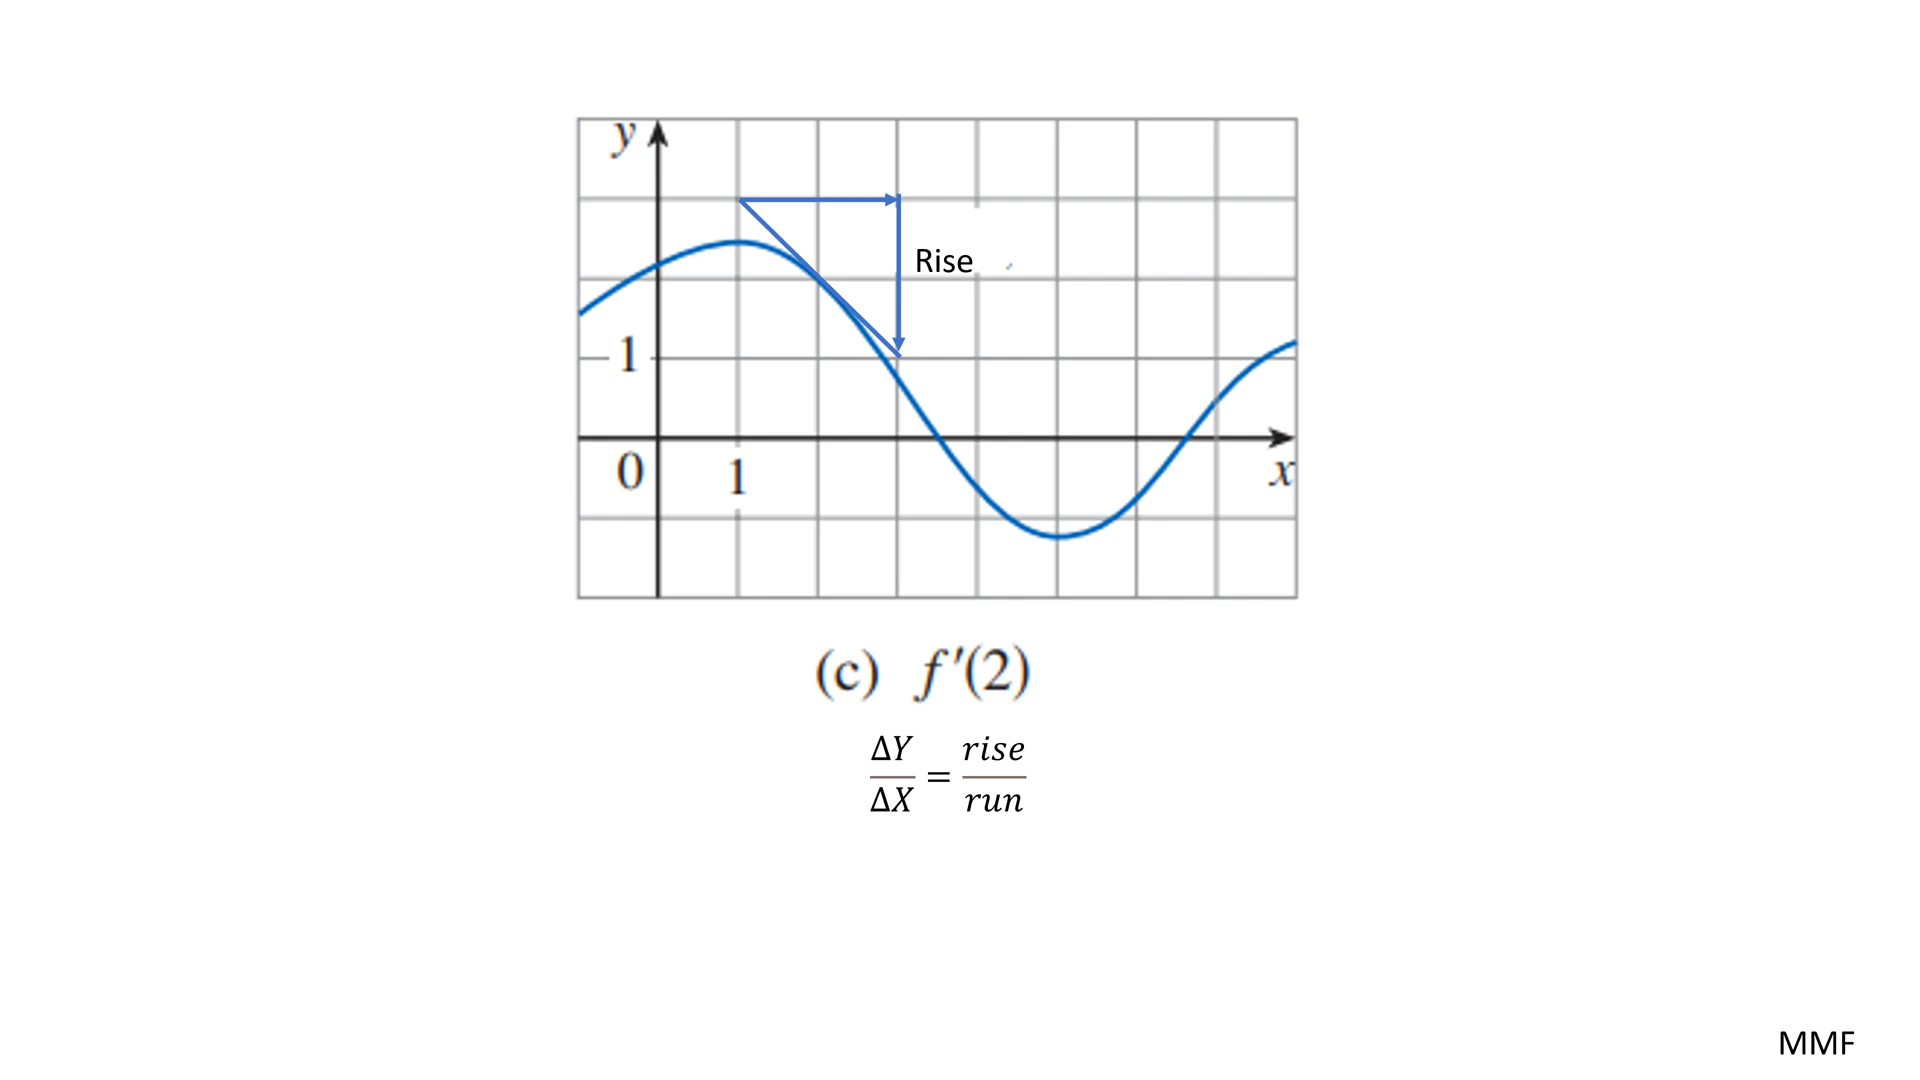 y
Rise
1
0 1 x
(c) f′(2)
ΔY/ΔX = rise/run
MMF